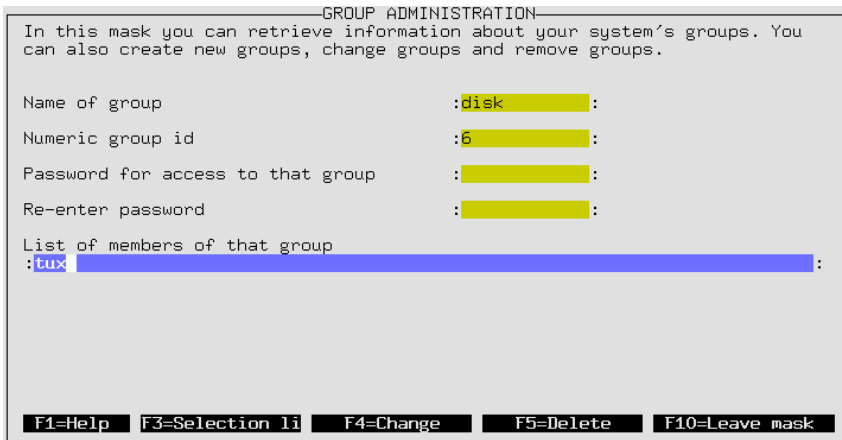 GROUP ADMINISTRATION
In this mask you can retrieve information about your system's groups. You
can also create new groups, change groups and remove groups.
Name of group :disk :
Numeric group id :6 :
Password for access to that group : :
Re-enter password : :
List of members of that group
:tux :
F1=Help F3=Selection li F4=Change F5=Delete F10=Leave mask